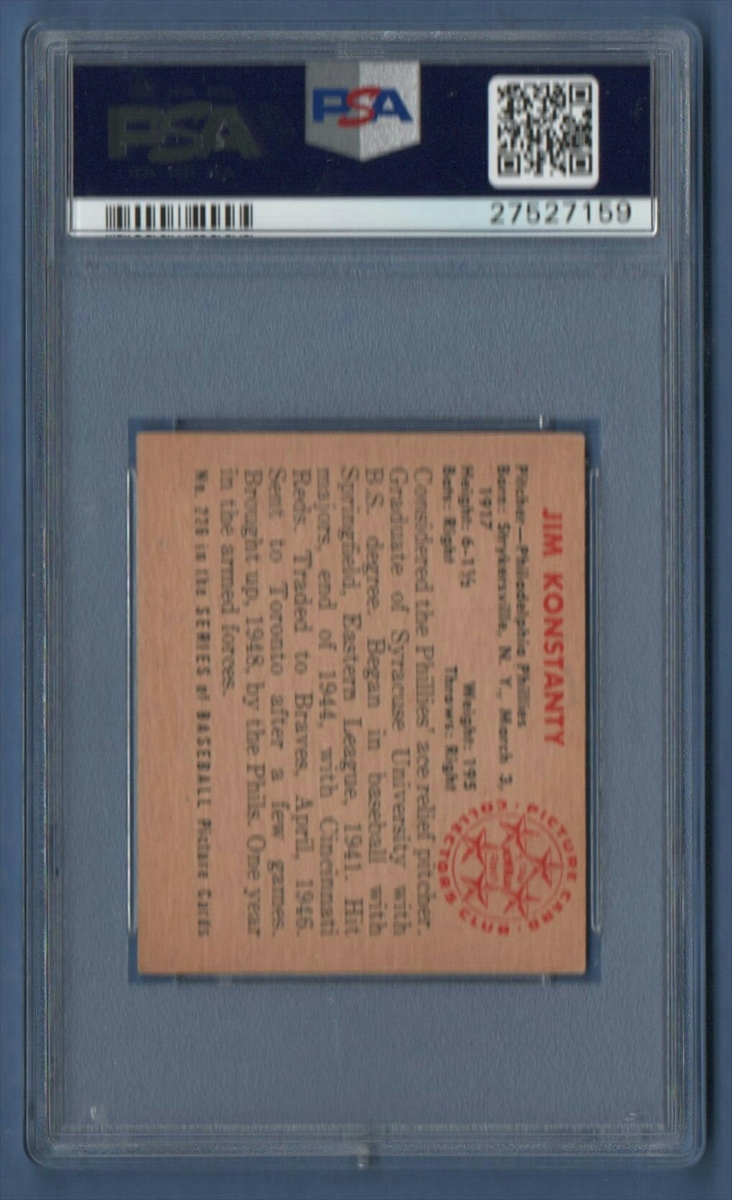 PSA
PSA
27527159
JIM KONSTANTY
Pitcher—Philadelphia Phillies
Born: Strykersville, N. Y., March 3,
1917
Height: 6-1½ Weight: 195
Bats: Right Throws: Right
Considered the Phillies' ace relief pitcher.
Graduate of Syracuse University with
B.S. degree. Began in baseball with
Springfield, Eastern League, 1941. Hit
majors, end of 1944, with Cincinnati
Reds. Traded to Braves, April, 1946.
Sent to Toronto after a few games.
Brought up, 1948, by the Phils. One year
in the armed forces.
No. 226 in the SERIES of BASEBALL Picture Cards
PICTURE CARD
COLLECTORS CLUB